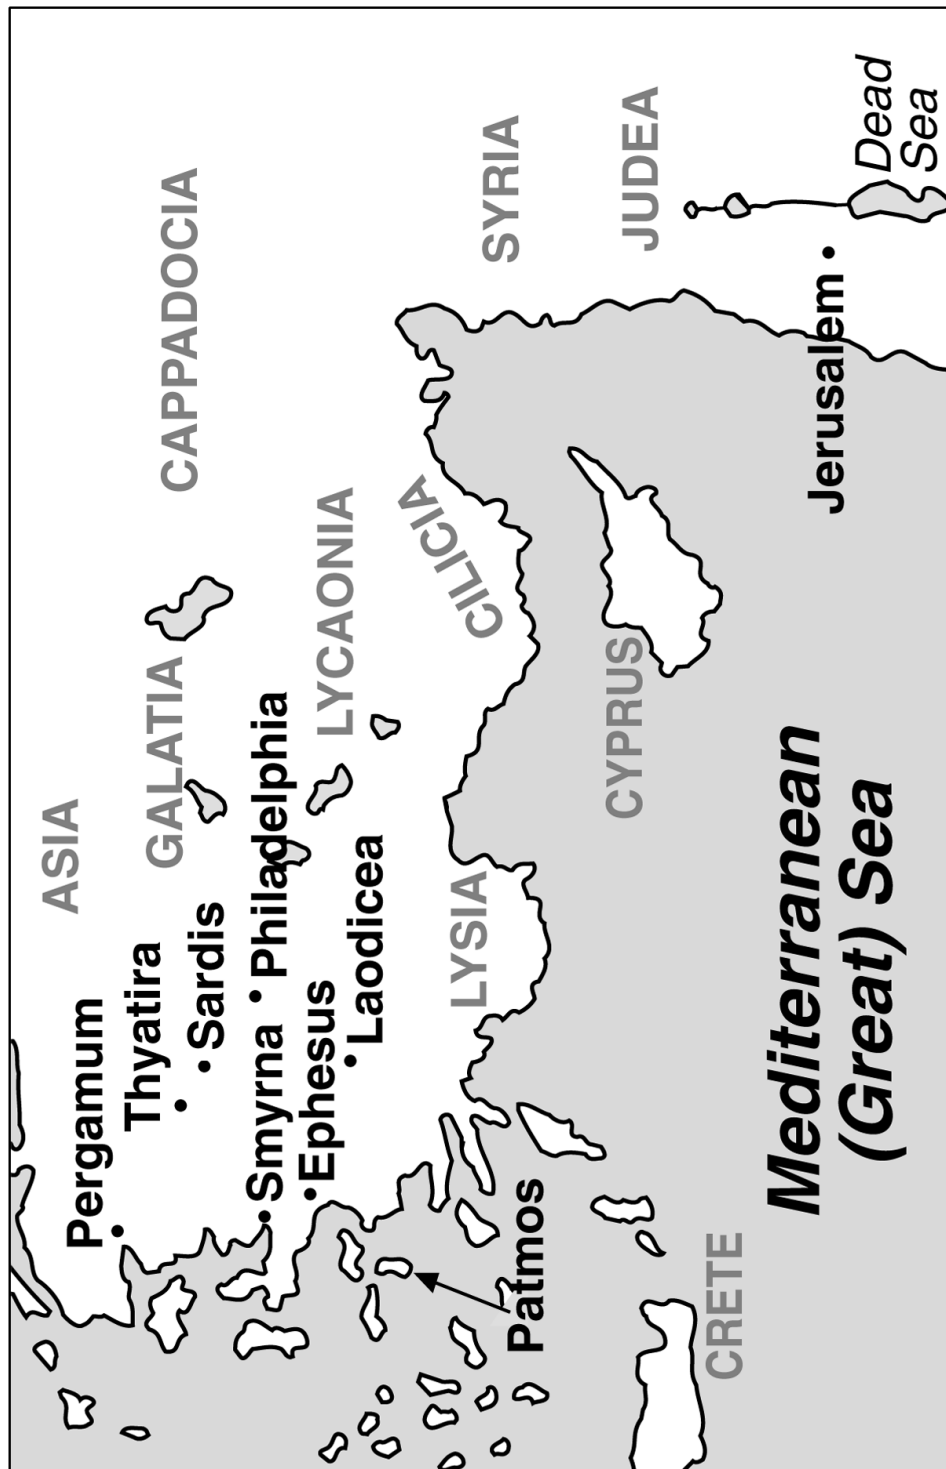 ASIA
GALATIA
CAPPADOCIA
Pergamum
Thyatira
Sardis
Smyrna
Philadelphia
LYCAONIA
Ephesus
Laodicea
CILICIA
SYRIA
LYSIA
Patmos
CYPRUS
JUDEA
CRETE
Mediterranean
(Great) Sea
Jerusalem
Dead
Sea